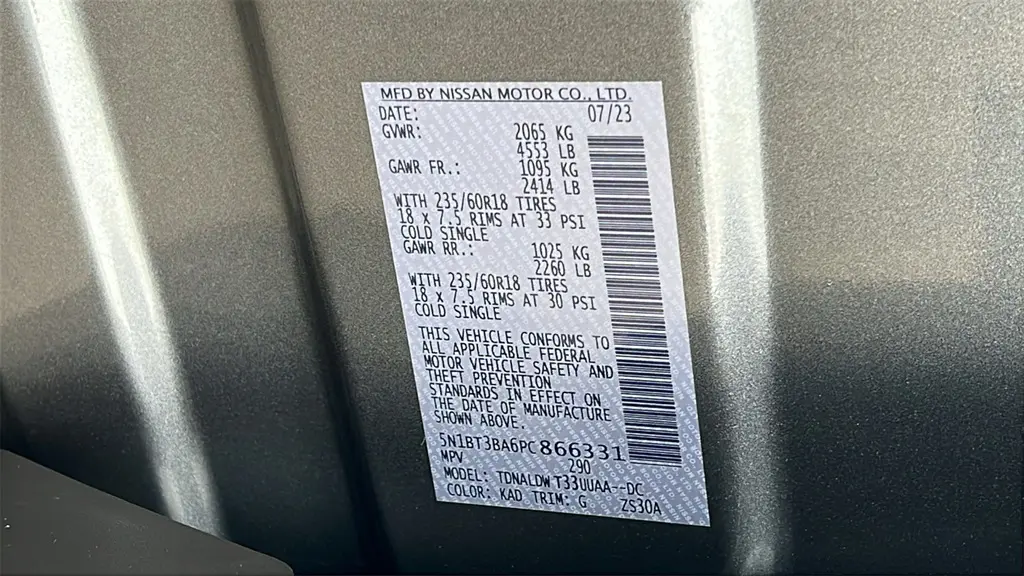 MFD BY NISSAN MOTOR CO., LTD.
DATE: 07/23
GVWR: 2065 KG
4553 LB
GAWR FR.: 1095 KG
2414 LB
WITH 235/60R18 TIRES
18 x 7.5 RIMS AT 33 PSI
COLD SINGLE
GAWR RR.: 1025 KG
2260 LB
WITH 235/60R18 TIRES
18 x 7.5 RIMS AT 30 PSI
COLD SINGLE
THIS VEHICLE CONFORMS TO
ALL APPLICABLE FEDERAL
MOTOR VEHICLE SAFETY AND
THEFT PREVENTION
STANDARDS IN EFFECT ON
THE DATE OF MANUFACTURE
SHOWN ABOVE.
5N1BT3BA6PC866331
MPV 290
MODEL: TDNALDW T33UUAA--DC
COLOR: KAD TRIM: G ZS30A